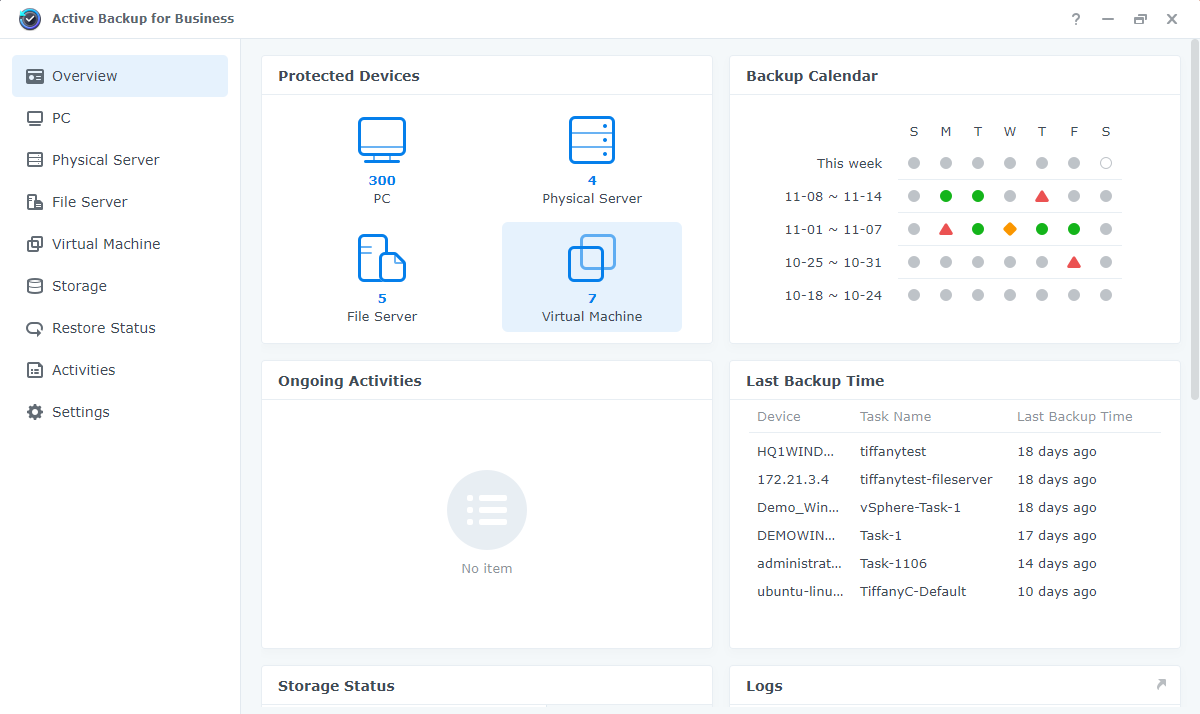 Active Backup for Business
?
Overview
PC
Physical Server
File Server
Virtual Machine
Storage
Restore Status
Activities
Settings
Protected Devices
300
PC
4
Physical Server
5
File Server
7
Virtual Machine
Backup Calendar
S M T W T F S
This week
11-08 ~ 11-14
11-01 ~ 11-07
10-25 ~ 10-31
10-18 ~ 10-24
Ongoing Activities
No item
Last Backup Time
Device Task Name Last Backup Time
HQ1WIND... tiffanytest 18 days ago
172.21.3.4 tiffanytest-fileserver 18 days ago
Demo_Win... vSphere-Task-1 18 days ago
DEMOWIN... Task-1 17 days ago
administrat... Task-1106 14 days ago
ubuntu-linu... TiffanyC-Default 10 days ago
Storage Status
Logs